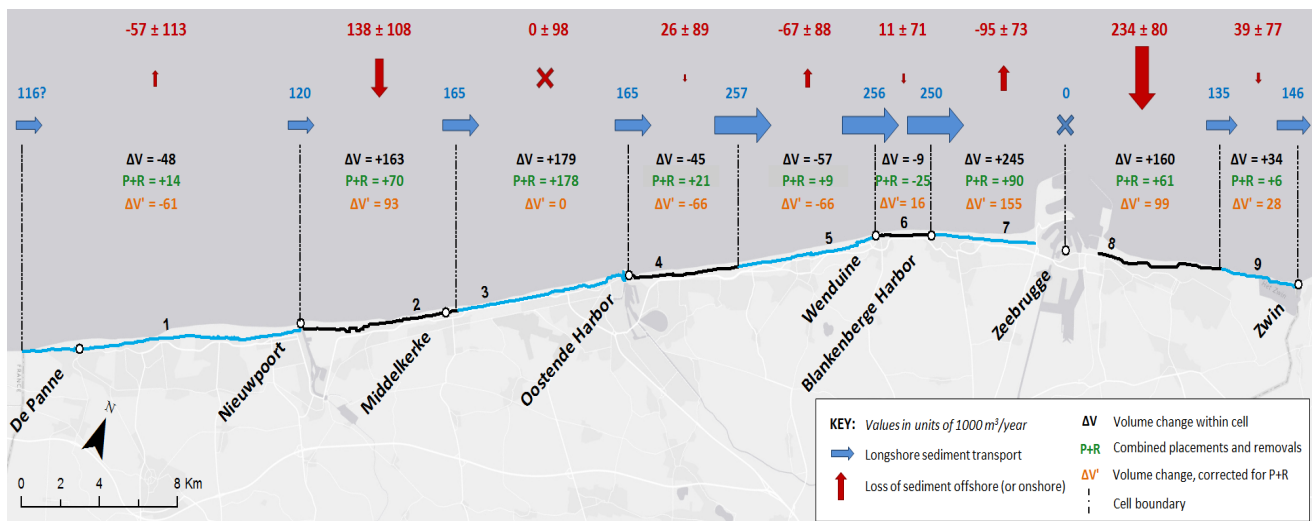 -57 ± 113 138 ± 108 0 ± 98 26 ± 89 -67 ± 88 11 ± 71 -95 ± 73 234 ± 80 39 ± 77
116? 120 165 165 257 256 250 0 135 146
ΔV = -48 ΔV = +163 ΔV = +179 ΔV = -45 ΔV = -57 ΔV = -9 ΔV = +245 ΔV = +160 ΔV = +34
P+R = +14 P+R = +70 P+R = +178 P+R = +21 P+R = +9 P+R = -25 P+R = +90 P+R = +61 P+R = +6
ΔV' = -61 ΔV' = 93 ΔV' = 0 ΔV' = -66 ΔV' = -66 ΔV' = 16 ΔV' = 155 ΔV' = 99 ΔV' = 28
1 2 3 4 5 6 7 8 9
De Panne
Nieuwpoort
Middelkerke
Oostende Harbor
Wenduine
Blankenberge Harbor
Zeebrugge
Zwin
FRANCE
N
0 2 4 8 Km
KEY: Values in units of 1000 m³/year
Longshore sediment transport
Loss of sediment offshore (or onshore)
ΔV Volume change within cell
P+R Combined placements and removals
ΔV' Volume change, corrected for P+R
Cell boundary